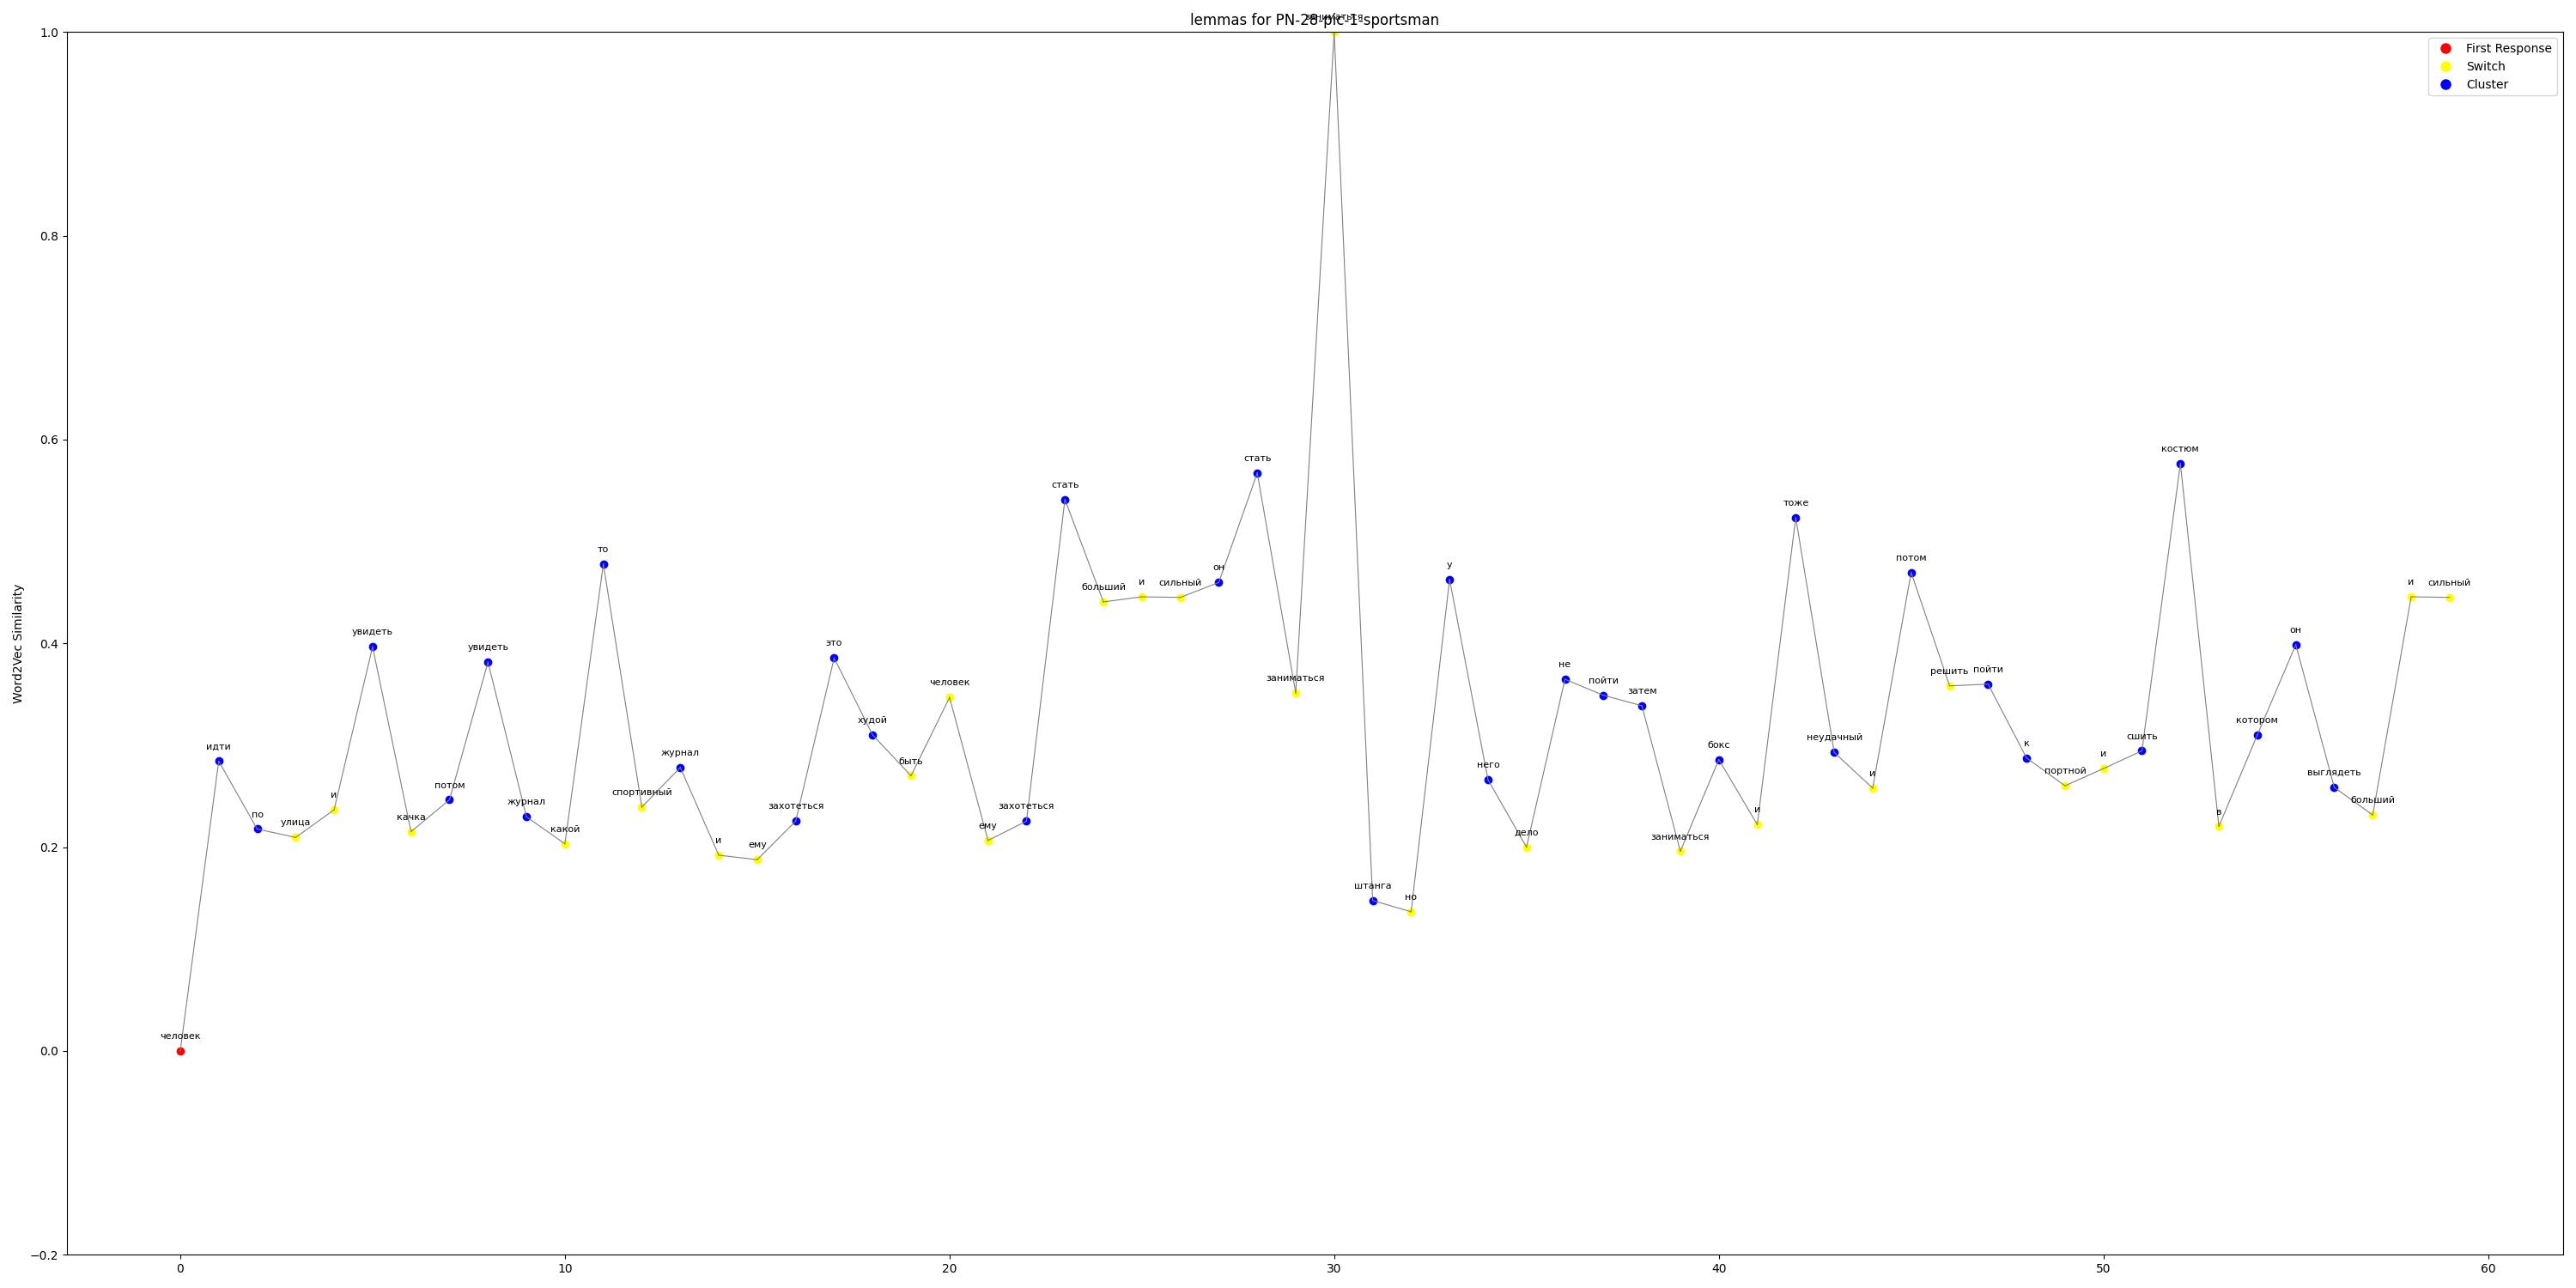 lemmas for PN-28-pic-1-sportsman
First Response
Switch
Cluster
Word2Vec Similarity
1.0
0.8
0.6
0.4
0.2
0.0
−0.2
человек
идти
по
улица
и
увидеть
качка
потом
увидеть
журнал
какой
то
спортивный
журнал
и
ему
захотеться
это
худой
быть
человек
ему
захотеться
стать
больший
и
сильный
он
стать
заниматься
заниматься
штанга
но
у
него
дело
не
пойти
затем
заниматься
бокс
и
тоже
неудачный
и
потом
решить
пойти
к
портной
и
сшить
костюм
в
котором
он
выглядеть
больший
и
сильный
0 10 20 30 40 50 60